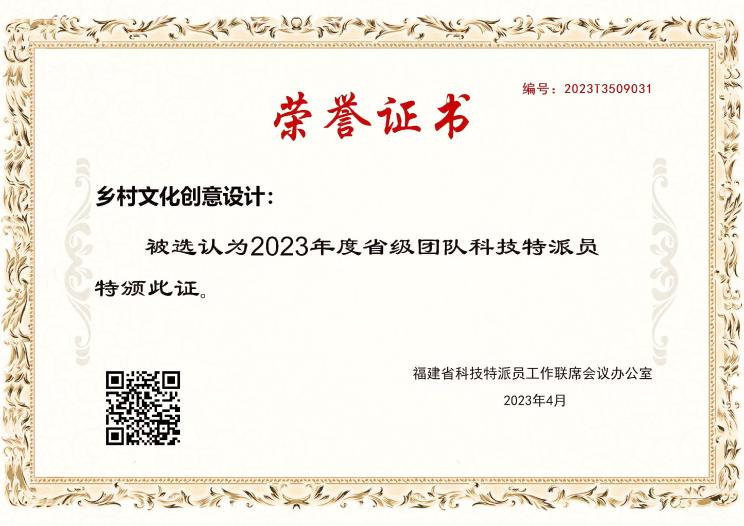 编号：2023T3509031
荣誉证书
乡村文化创意设计：
被选认为2023年度省级团队科技特派员
特颁此证。
福建省科技特派员工作联席会议办公室
2023年4月